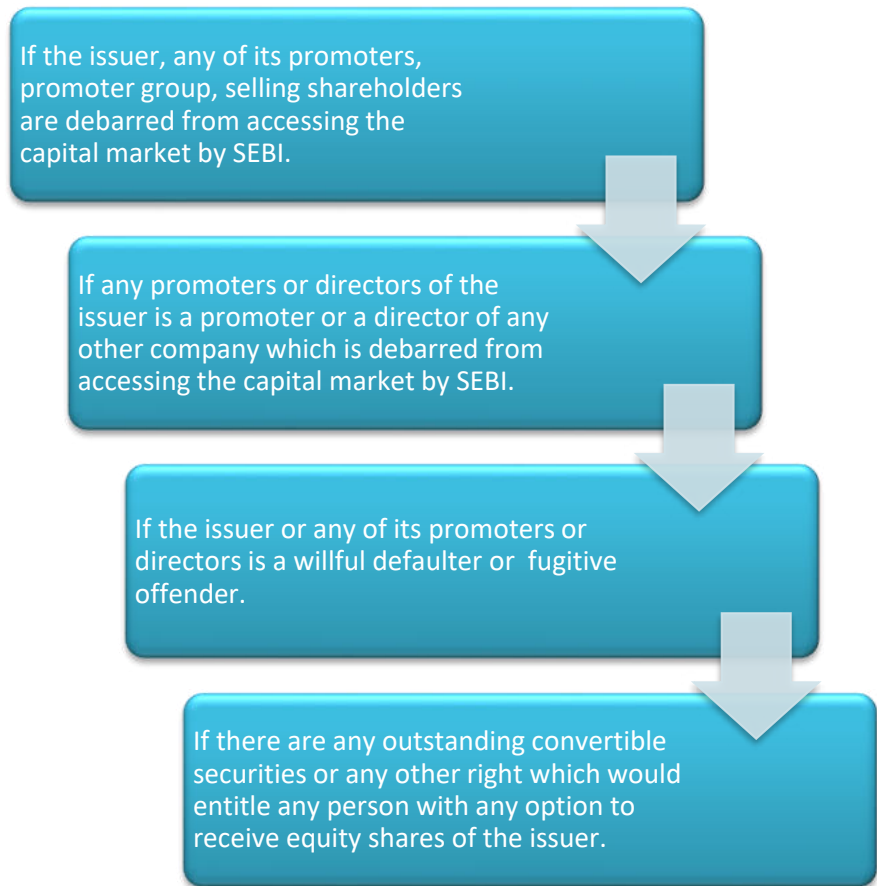 If the issuer, any of its promoters,
promoter group, selling shareholders
are debarred from accessing the
capital market by SEBI.
If any promoters or directors of the
issuer is a promoter or a director of any
other company which is debarred from
accessing the capital market by SEBI.
If the issuer or any of its promoters or
directors is a willful defaulter or  fugitive
offender.
If there are any outstanding convertible
securities or any other right which would
entitle any person with any option to
receive equity shares of the issuer.